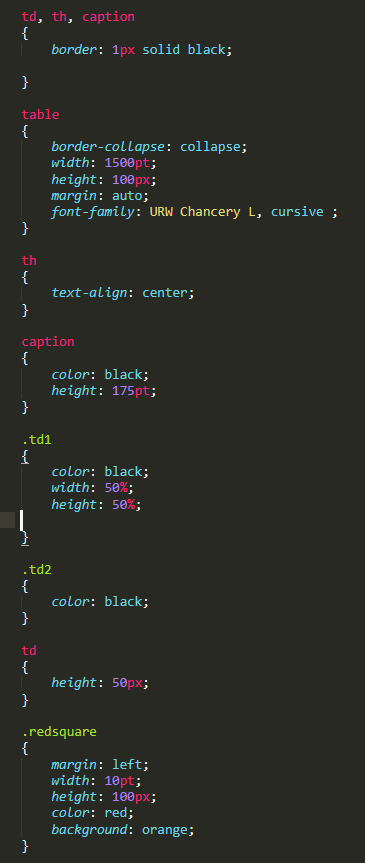 td, th, caption
{
border: 1px solid black;
}
table
{
border-collapse: collapse;
width: 1500pt;
height: 100px;
margin: auto;
font-family: URW Chancery L, cursive ;
}
th
{
text-align: center;
}
caption
{
color: black;
height: 175pt;
}
.td1
{
color: black;
width: 50%;
height: 50%;
}
.td2
{
color: black;
}
td
{
height: 50px;
}
.redsquare
{
margin: left;
width: 10pt;
height: 100px;
color: red;
background: orange;
}